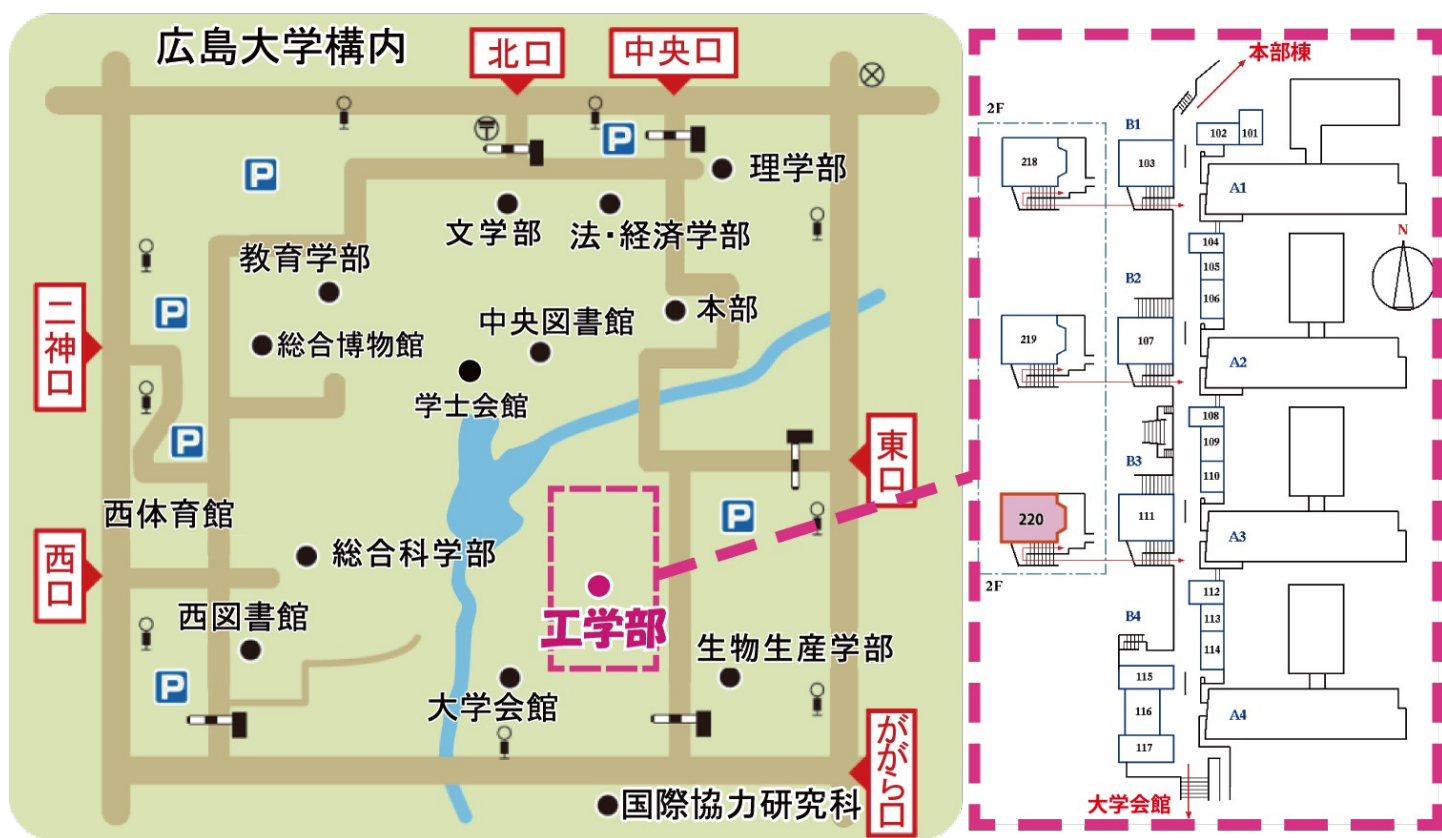 広島大学構内
北口
中央口
〒
P
P
理学部
文学部
法・経済学部
教育学部
二神口
P
本部
中央図書館
総合博物館
学士会館
P
東口
西体育館
P
西口
総合科学部
工学部
西図書館
生物生産学部
P
大学会館
ががら口
国際協力研究科
本部棟
2F
B1
102
101
218
103
A1
104
N
105
B2
106
219
107
A2
108
109
B3
110
220
111
A3
2F
112
B4
113
114
115
116
A4
117
大学会館